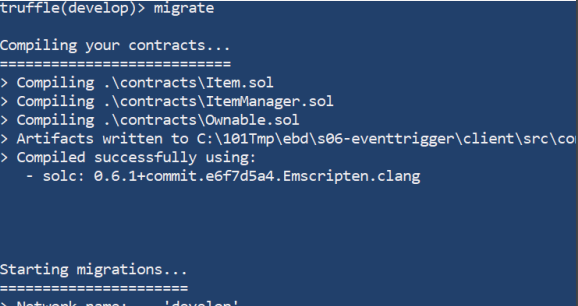 truffle(develop)> migrate
Compiling your contracts...
===========================
> Compiling .\contracts\Item.sol
> Compiling .\contracts\ItemManager.sol
> Compiling .\contracts\Ownable.sol
> Artifacts written to C:\101Tmp\ebd\s06-eventtrigger\client\src\co
> Compiled successfully using:
- solc: 0.6.1+commit.e6f7d5a4.Emscripten.clang
Starting migrations...
======================
> Network name: 'develop'